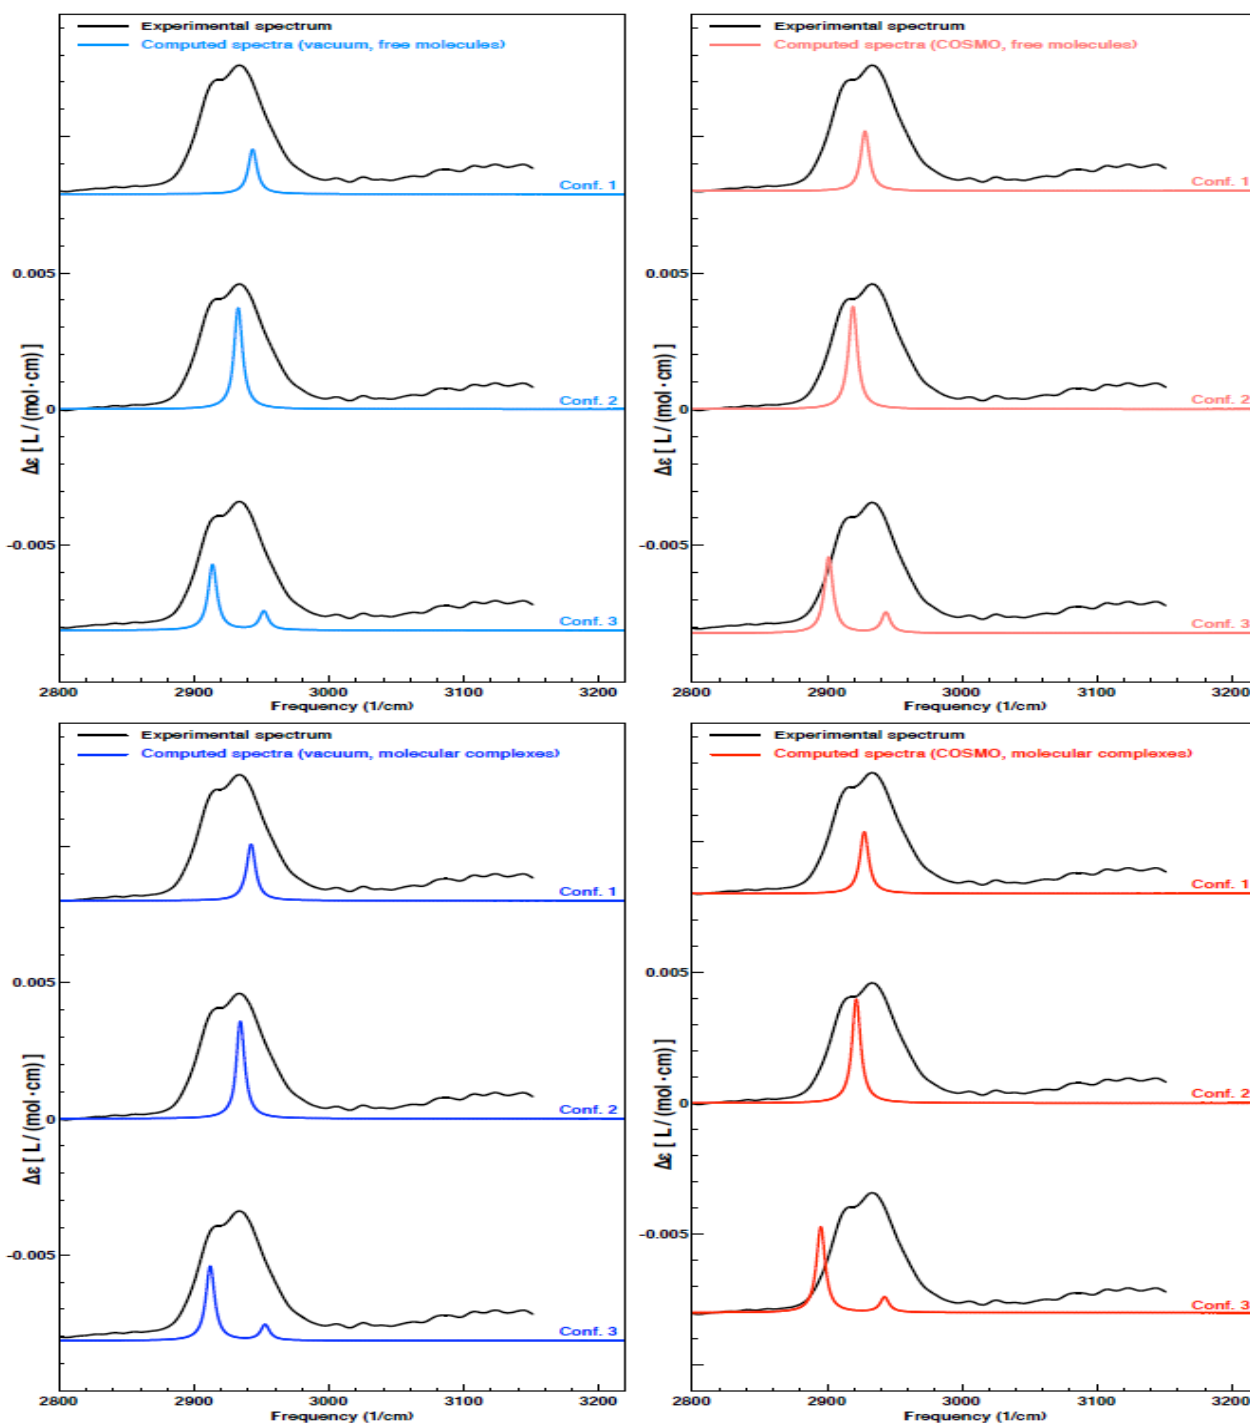 Experimental spectrum
Computed spectra (vacuum, free molecules)
Conf. 1
0.005
Conf. 2
0
Δε [ L / (mol·cm) ]
-0.005
Conf. 3
2800 2900 3000 3100 3200
Frequency (1/cm)
Experimental spectrum
Computed spectra (COSMO, free molecules)
Conf. 1
0.005
Conf. 2
0
Δε [ L / (mol·cm) ]
-0.005
Conf. 3
2800 2900 3000 3100 3200
Frequency (1/cm)
Experimental spectrum
Computed spectra (vacuum, molecular complexes)
Conf. 1
0.005
Conf. 2
0
Δε [ L / (mol·cm) ]
-0.005
Conf. 3
2800 2900 3000 3100 3200
Frequency (1/cm)
Experimental spectrum
Computed spectra (COSMO, molecular complexes)
Conf. 1
0.005
Conf. 2
0
Δε [ L / (mol·cm) ]
-0.005
Conf. 3
2800 2900 3000 3100 3200
Frequency (1/cm)